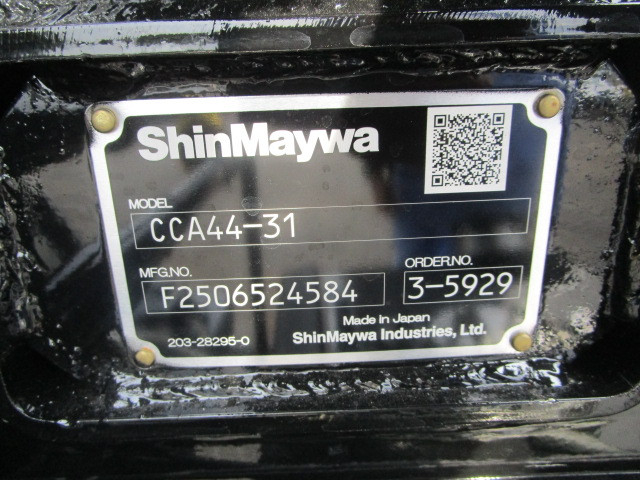 ShinMaywa
MODEL
CCA44-31
MFG.NO. ORDER.NO.
F2506524584 3-5929
Made in Japan
203-28295-0 ShinMaywa Industries, Ltd.